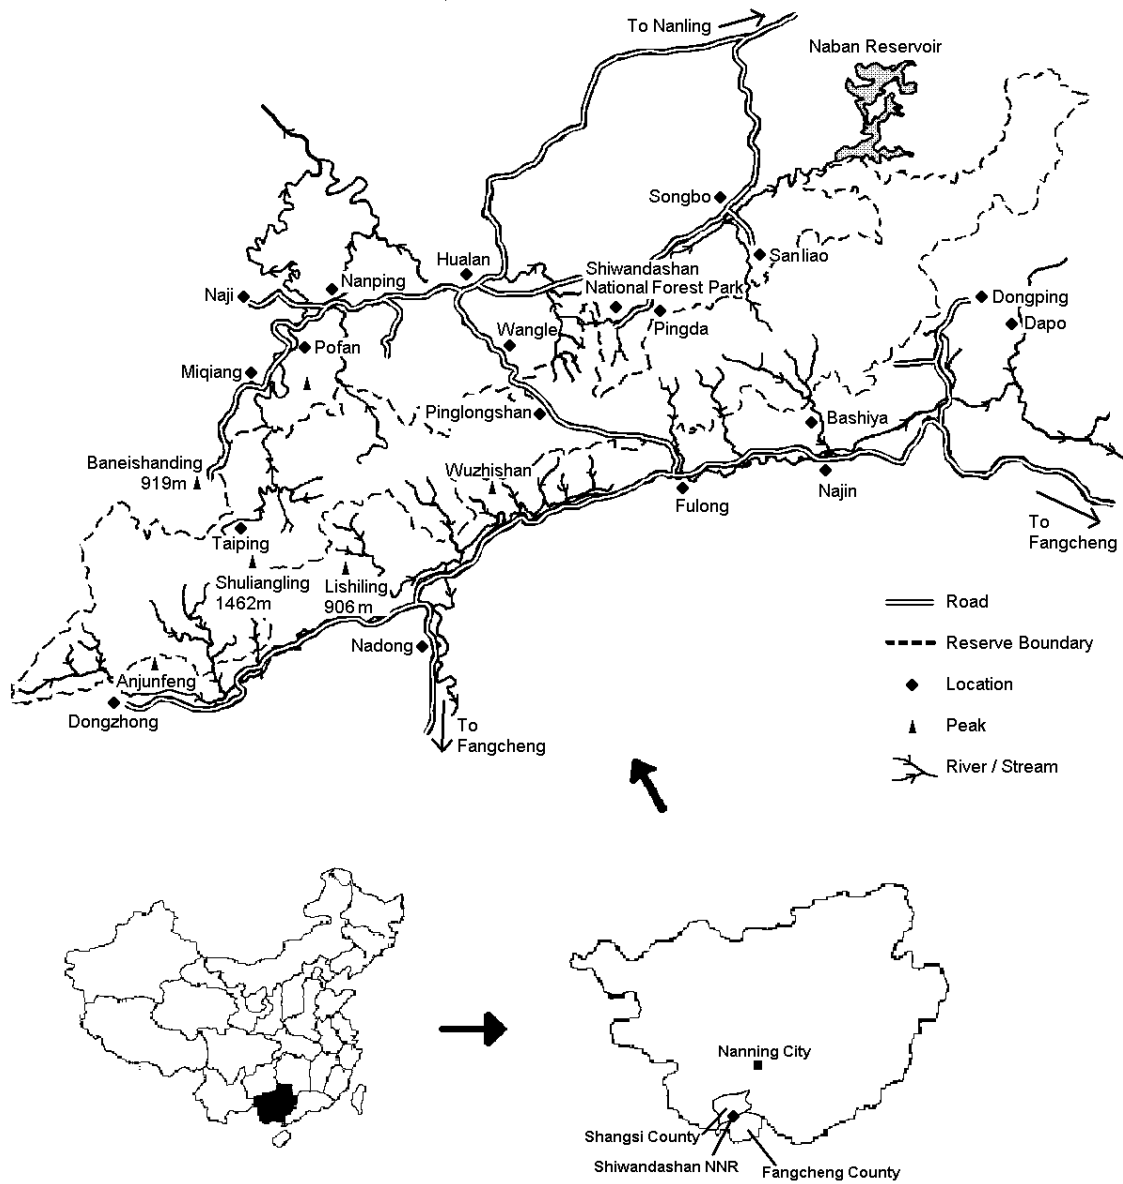 To Nanling
Naban Reservoir
Songbo
Sanliao
Hualan
Shiwandashan
National Forest Park
Nanping
Naji
Pingda
Dongping
Dapo
Wangle
Pofan
Miqiang
Pinglongshan
Bashiya
Baneishanding
919m
Wuzhishan
Najin
Fulong
To
Fangcheng
Taiping
Shuliangling
1462m
Lishiling
906 m
Nadong
Anjunfeng
Dongzhong
To
Fangcheng
Road
Reserve Boundary
Location
Peak
River / Stream
Nanning City
Shangsi County
Shiwandashan NNR
Fangcheng County